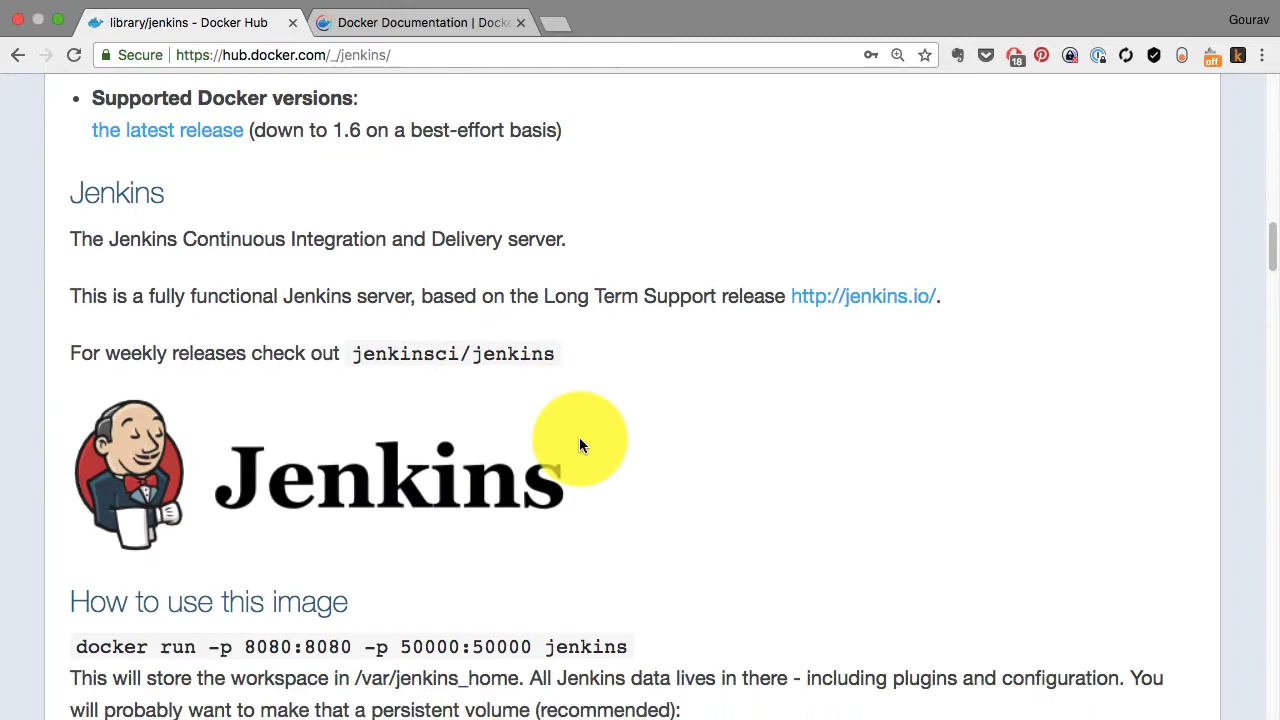 library/jenkins - Docker Hub
Docker Documentation | Docke
Gourav
Secure
https://hub.docker.com/_/jenkins/
18
off
k
• Supported Docker versions:
the latest release (down to 1.6 on a best-effort basis)
Jenkins
The Jenkins Continuous Integration and Delivery server.
This is a fully functional Jenkins server, based on the Long Term Support release http://jenkins.io/.
For weekly releases check out jenkinsci/jenkins
Jenkins
How to use this image
docker run -p 8080:8080 -p 50000:50000 jenkins
This will store the workspace in /var/jenkins_home. All Jenkins data lives in there - including plugins and configuration. You
will probably want to make that a persistent volume (recommended):